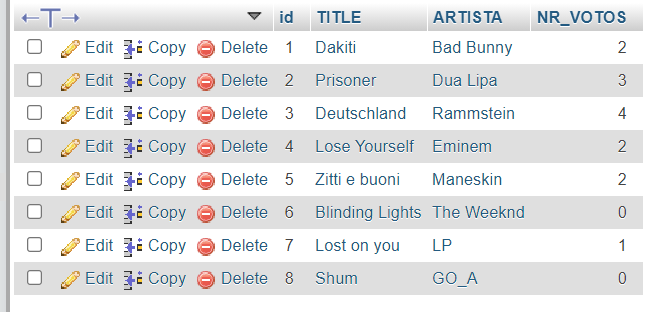 id TITLE ARTISTA NR_VOTOS
Edit Copy Delete 1 Dakiti Bad Bunny 2
Edit Copy Delete 2 Prisoner Dua Lipa 3
Edit Copy Delete 3 Deutschland Rammstein 4
Edit Copy Delete 4 Lose Yourself Eminem 2
Edit Copy Delete 5 Zitti e buoni Maneskin 2
Edit Copy Delete 6 Blinding Lights The Weeknd 0
Edit Copy Delete 7 Lost on you LP 1
Edit Copy Delete 8 Shum GO_A 0